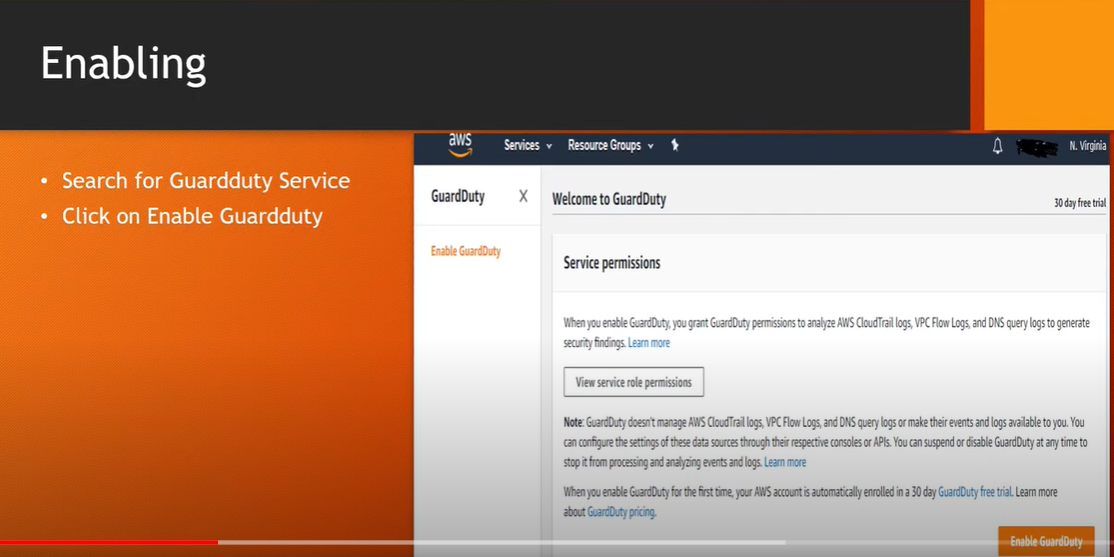 Enabling
• Search for Guardduty Service
• Click on Enable Guardduty
aws Services Resource Groups N. Virginia
GuardDuty X
Enable GuardDuty
Welcome to GuardDuty
30 day free trial
Service permissions
When you enable GuardDuty, you grant GuardDuty permissions to analyze AWS CloudTrail logs, VPC Flow Logs, and DNS query logs to generate
security findings. Learn more
View service role permissions
Note: GuardDuty doesn't manage AWS CloudTrail logs, VPC Flow Logs, and DNS query logs or make their events and logs available to you. You
can configure the settings of these data sources through their respective consoles or APIs. You can suspend or disable GuardDuty at any time to
stop it from processing and analyzing events and logs. Learn more
When you enable GuardDuty for the first time, your AWS account is automatically enrolled in a 30 day GuardDuty free trial. Learn more
about GuardDuty pricing.
Enable GuardDuty